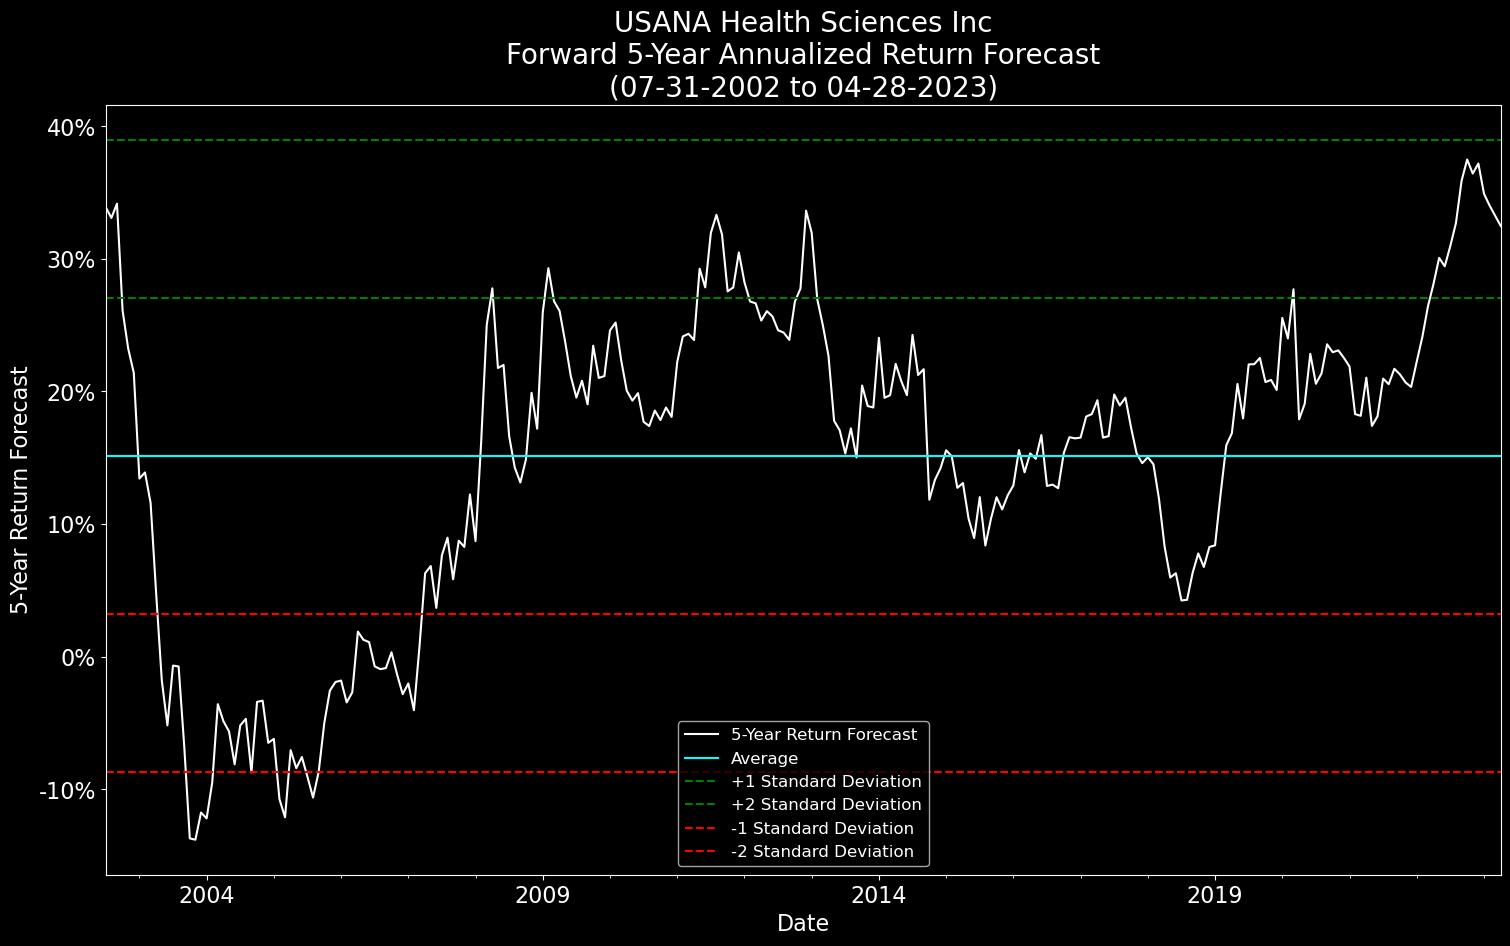 USANA Health Sciences Inc
Forward 5-Year Annualized Return Forecast
(07-31-2002 to 04-28-2023)
5-Year Return Forecast
40%
30%
20%
10%
0%
-10%
5-Year Return Forecast
Average
+1 Standard Deviation
+2 Standard Deviation
-1 Standard Deviation
-2 Standard Deviation
2004
2009
2014
2019
Date